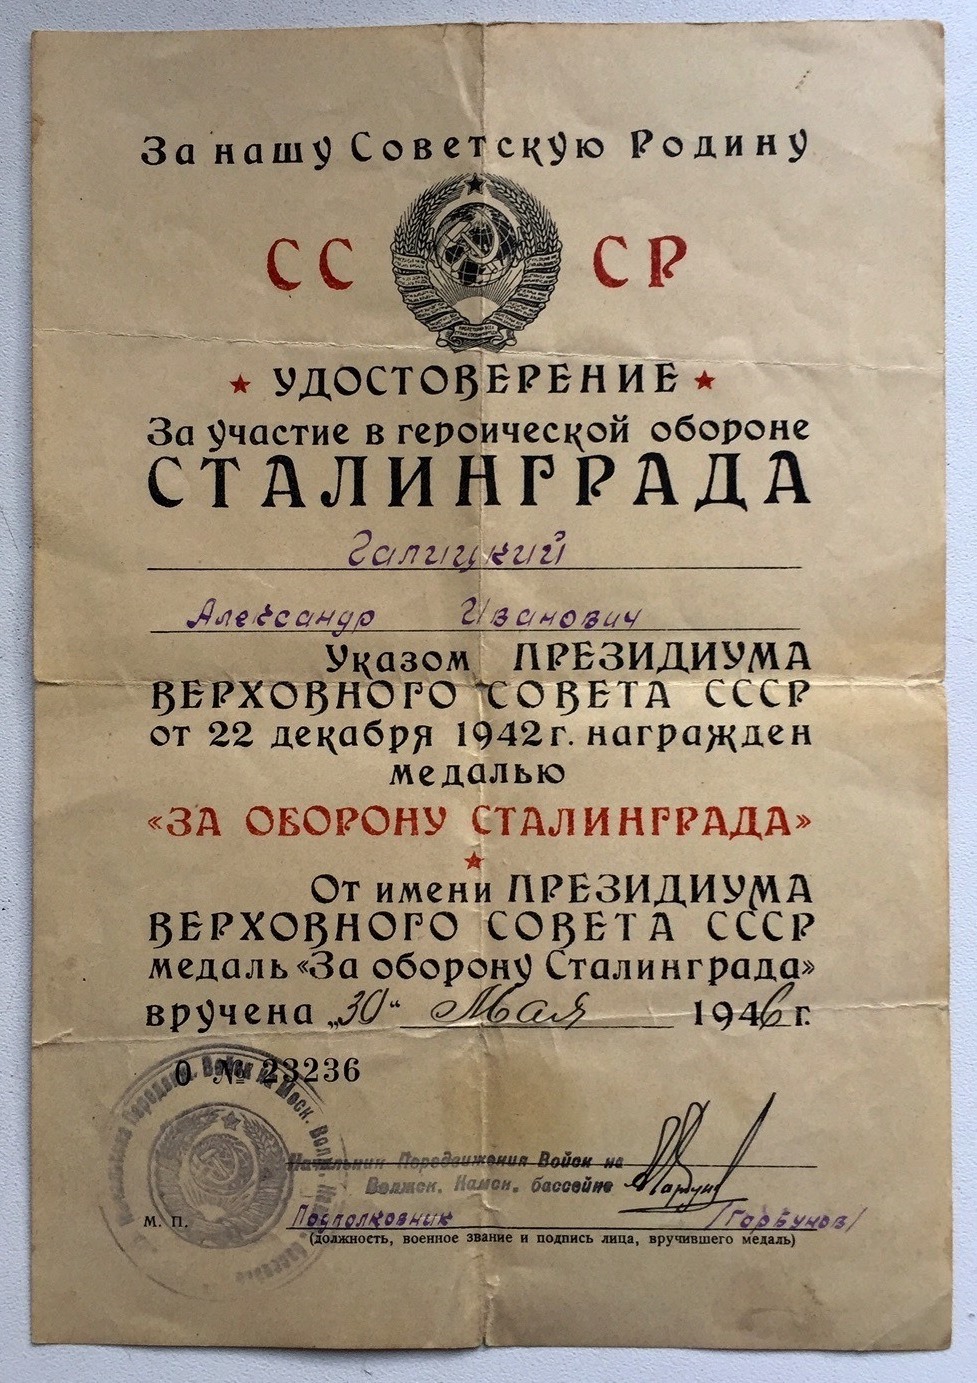 За нашу Советскую Родину
СС СР
УДОСТОВЕРЕНИЕ
За участие в героической обороне
СТАЛИНГРАДА
Галицкий
Александр Иванович
Указом ПРЕЗИДИУМА
ВЕРХОВНОГО СОВЕТА СССР
от 22 декабря 1942 г. награжден
медалью
«ЗА ОБОРОНУ СТАЛИНГРАДА»
От имени ПРЕЗИДИУМА
ВЕРХОВНОГО СОВЕТА СССР
медаль «За оборону Сталинграда»
вручена „30“ Мая 1946 г.
О № 23236
Начальник Передвижения Войск на
Волжск. Камск. бассейне
м. п. Подполковник /Горбунов/
(должность, военное звание и подпись лица, вручившего медаль)